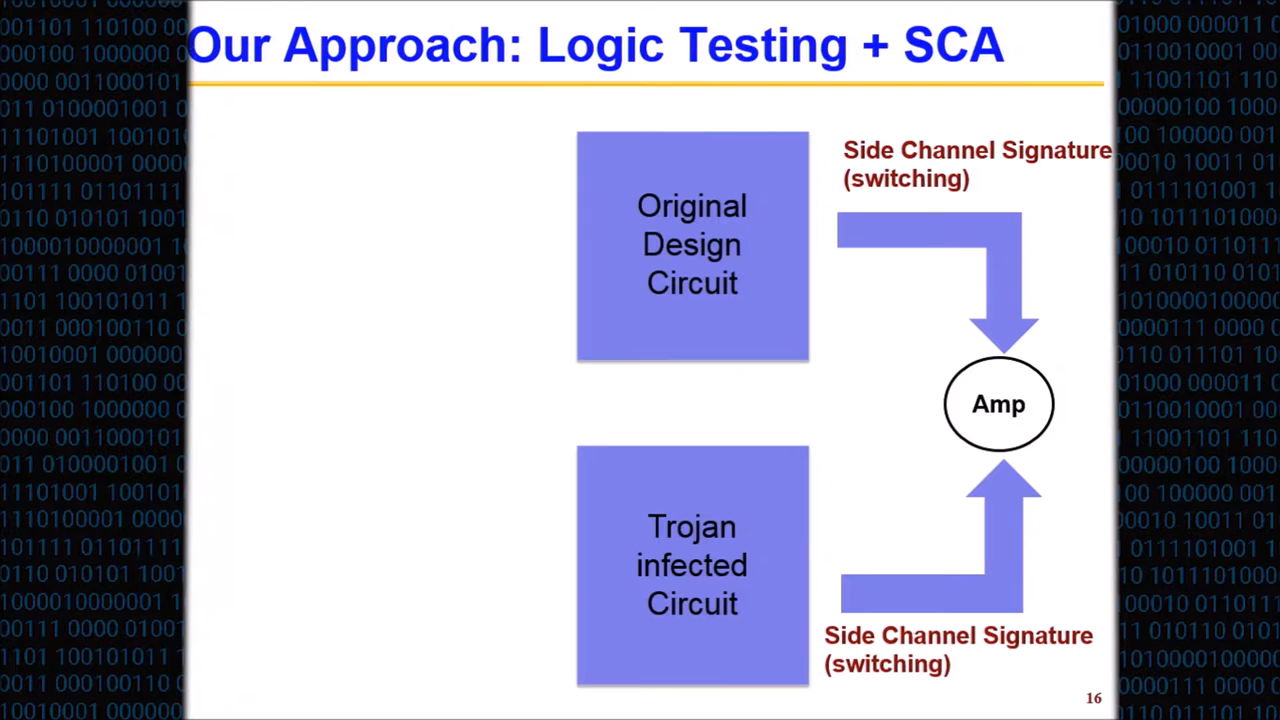 Our Approach: Logic Testing + SCA
Original
Design
Circuit
Side Channel Signature
(switching)
Amp
Trojan
infected
Circuit
Side Channel Signature
(switching)
16